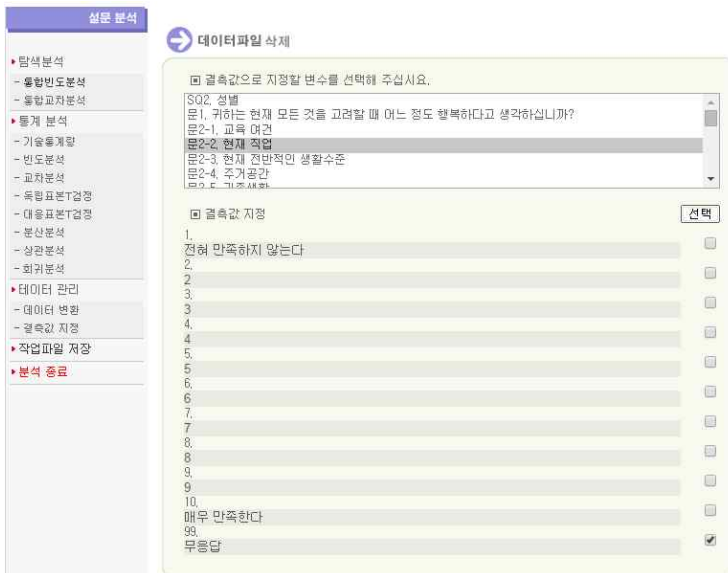 설문 분석
탐색분석
- 통합빈도분석
- 통합교차분석
통계 분석
- 기술통계량
- 빈도분석
- 교차분석
- 독립표본T검정
- 대응표본T검정
- 분산분석
- 상관분석
- 회귀분석
데이터 관리
- 데이터 변환
- 결측값 지정
작업파일 저장
분석 종료
데이터파일 삭제
결측값으로 지정할 변수를 선택해 주십시요.
SQ2. 성별
문1. 귀하는 현재 모든 것을 고려할 때 어느 정도 행복하다고 생각하십니까?
문2-1. 교육 여건
문2-2. 현재 직업
문2-3. 현재 전반적인 생활수준
문2-4. 주거공간
문2-5. 가족생활
결측값 지정
선택
1.
전혀 만족하지 않는다
2.
2
3.
3
4.
4
5.
5
6.
6
7.
7
8.
8
9.
9
10.
매우 만족한다
99.
무응답